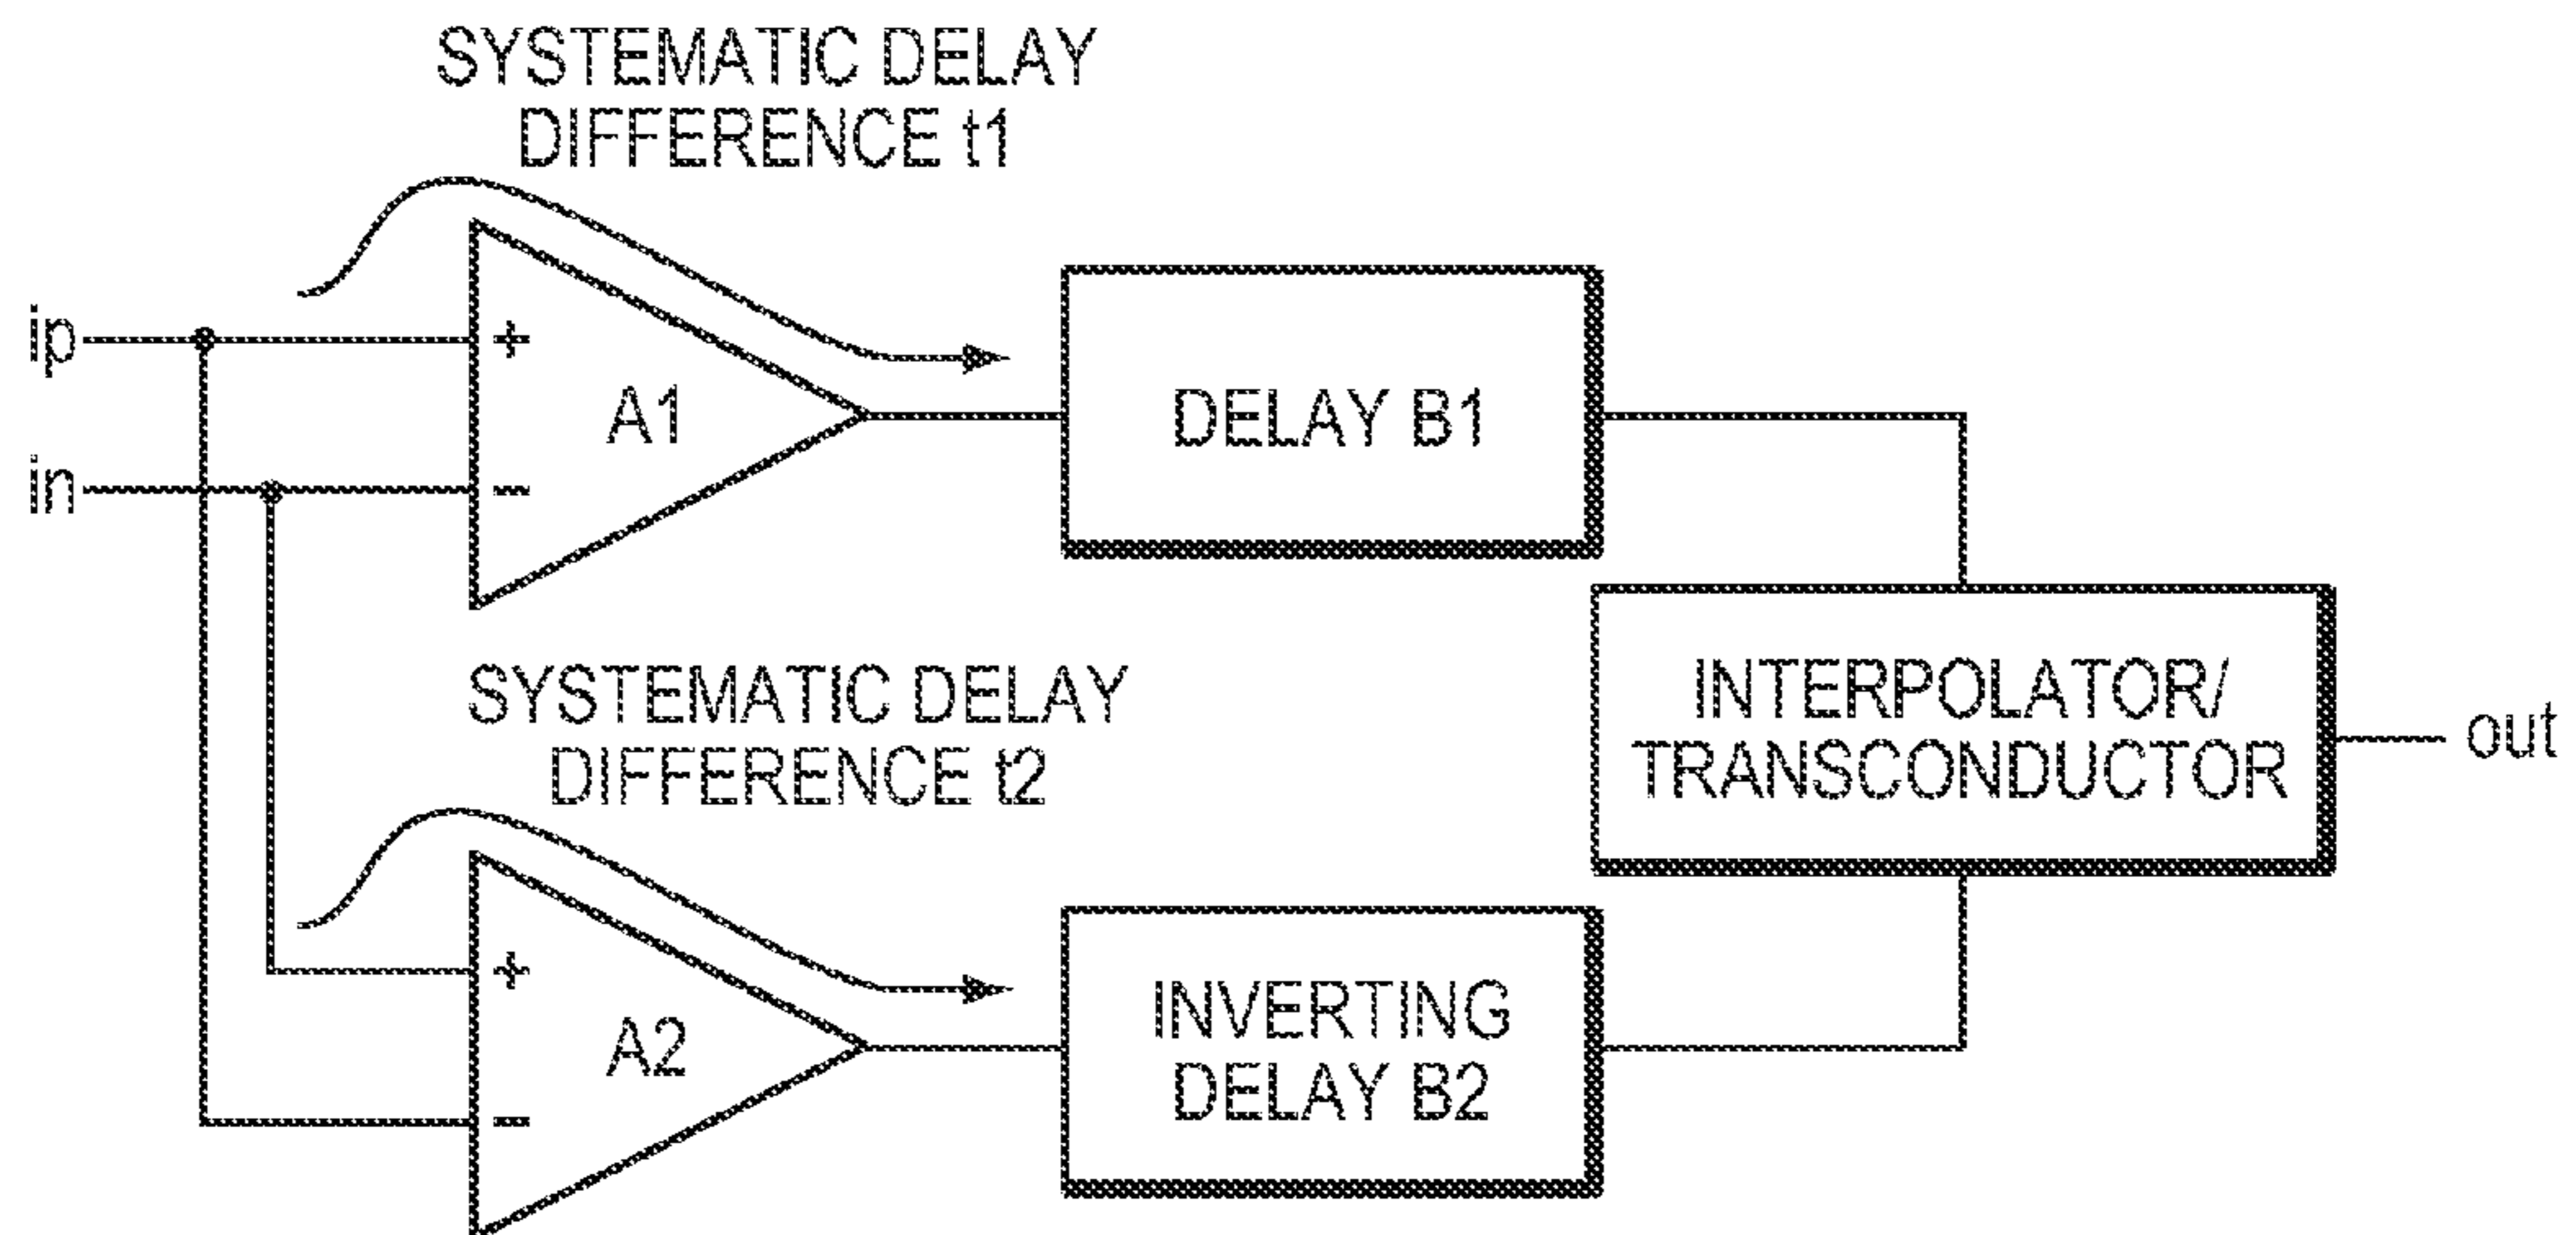 SYSTEMATIC DELAY
DIFFERENCE t1
ip
+
A1
in
−
DELAY B1
SYSTEMATIC DELAY
DIFFERENCE t2
INTERPOLATOR/
TRANSCONDUCTOR
out
+
A2
−
INVERTING
DELAY B2